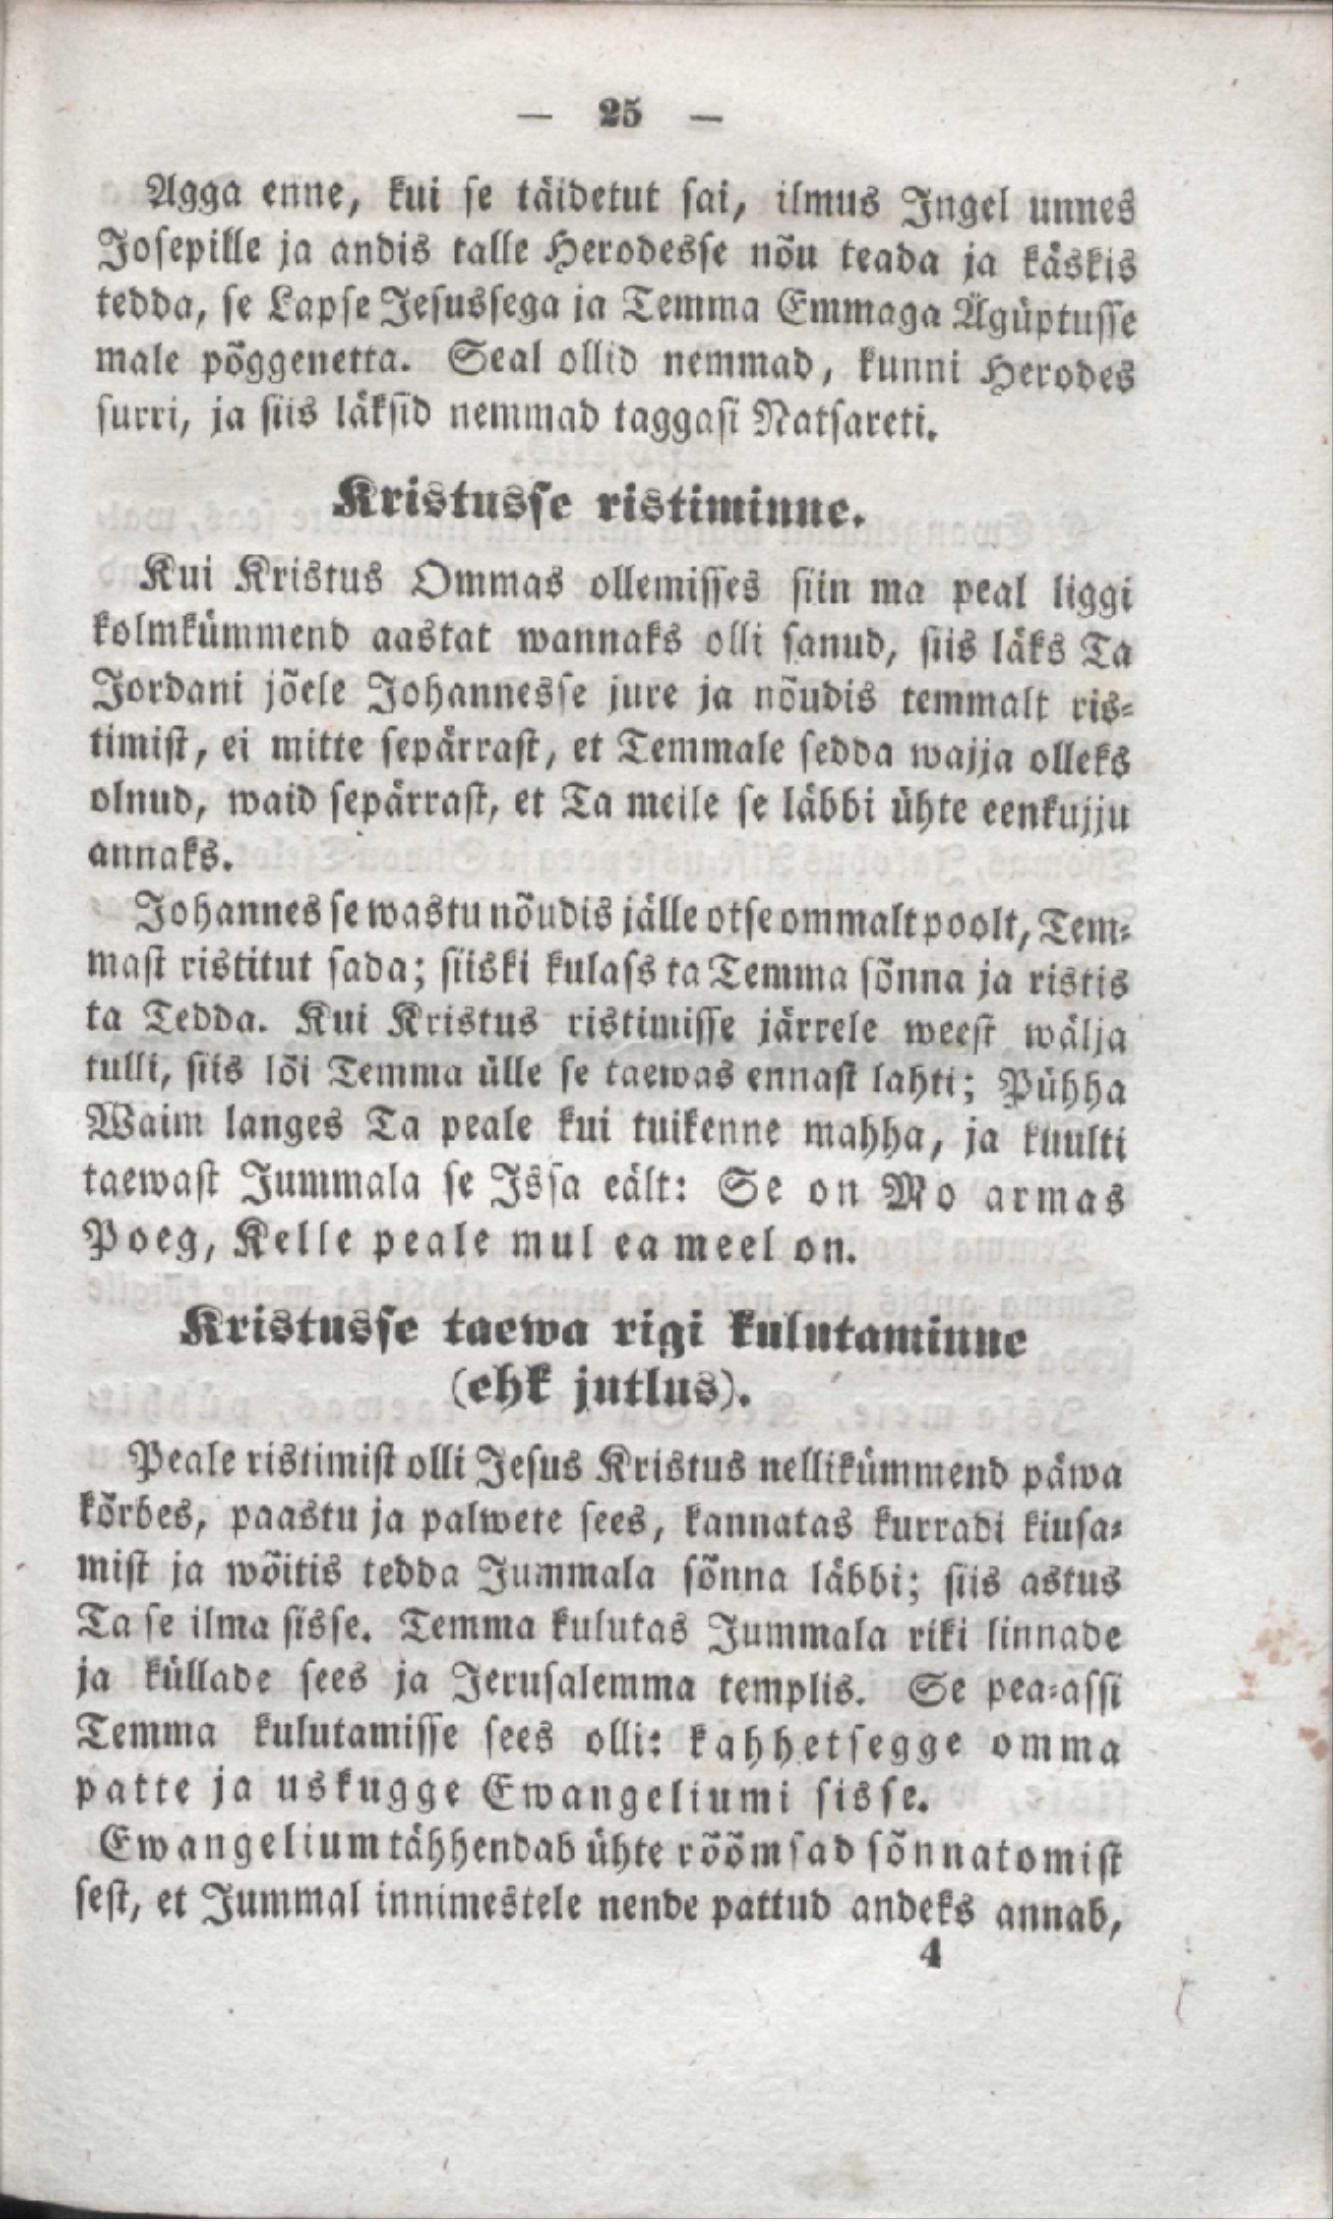 — 25 —
Agga enne, kui se täidetut sai, ilmus Ingel unnes
Josepille ja andis talle Herodesse nõu teada ja käskis
tedda, se Lapse Jesussega ja Temma Emmaga Ägüptusse
male põggenetta. Seal ollid nemmad, kunni Herodes
surri, ja siis läksid nemmad taggasi Natsareti.
Kristusse ristiminne.
Kui Kristus Ommas ollemisses siin ma peal liggi
kolmkümmend aastat wannaks olli sanud, siis läks Ta
Jordani jõele Johannesse jure ja nõudis temmalt ris-
timist, ei mitte sepärrast, et Temmale sedda wajja olleks
olnud, waid sepärrast, et Ta meile se läbbi ühte eenkujju
annaks.
Johannes se wastu nõudis jälle otse ommalt poolt, Tem-
mast ristitut sada; siiski kulass ta Temma sõnna ja ristis
ta Tedda. Kui Kristus ristimisse järrele weest wälja
tulli, siis lõi Temma ülle se taewas ennast lahti; Pühha
Waim langes Ta peale kui tuikenne mahha, ja kuulti
taewast Jummala se Issa eält: Se on Mo armas
Poeg, Kelle peale mul ea meel on.
Kristusse taewa rigi kulutaminne
(ehk jutlus).
Peale ristimist olli Jesus Kristus nellikümmend päwa
kõrbes, paastu ja palwete sees, kannatas kurradi kiusa-
mist ja wõitis tedda Jummala sõnna läbbi; siis astus
Ta se ilma sisse. Temma kulutas Jummala riki linnade
ja küllade sees ja Jerusalemma templis. Se pea-assi
Temma kulutamisse sees olli: kahhetsegge omma
patte ja uskugge Ewangeliumi sisse.
Ewangelium tähhendab ühte rõõmsad sõnnatomist
sest, et Jummal innimestele nende pattud andeks annab,
4